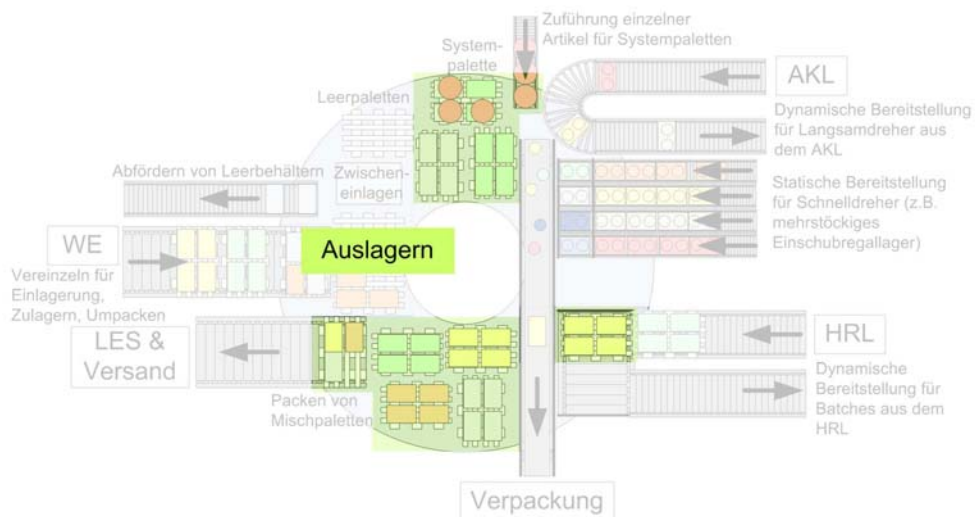 Zuführung einzelner
Artikel für Systempaletten
System-
palette
AKL
Leerpaletten
Dynamische Bereitstellung
für Langsamdreher aus
dem AKL
Abfördern von Leerbehältern
Zwischen-
einlagen
Statische Bereitstellung
für Schnelldreher (z.B.
mehrstöckiges
Einschubregallager)
WE
Auslagern
Vereinzeln für
Einlagerung,
Zulagern, Umpacken
LES &
Versand
HRL
Packen von
Mischpaletten
Dynamische
Bereitstellung für
Batches aus dem
HRL
Verpackung